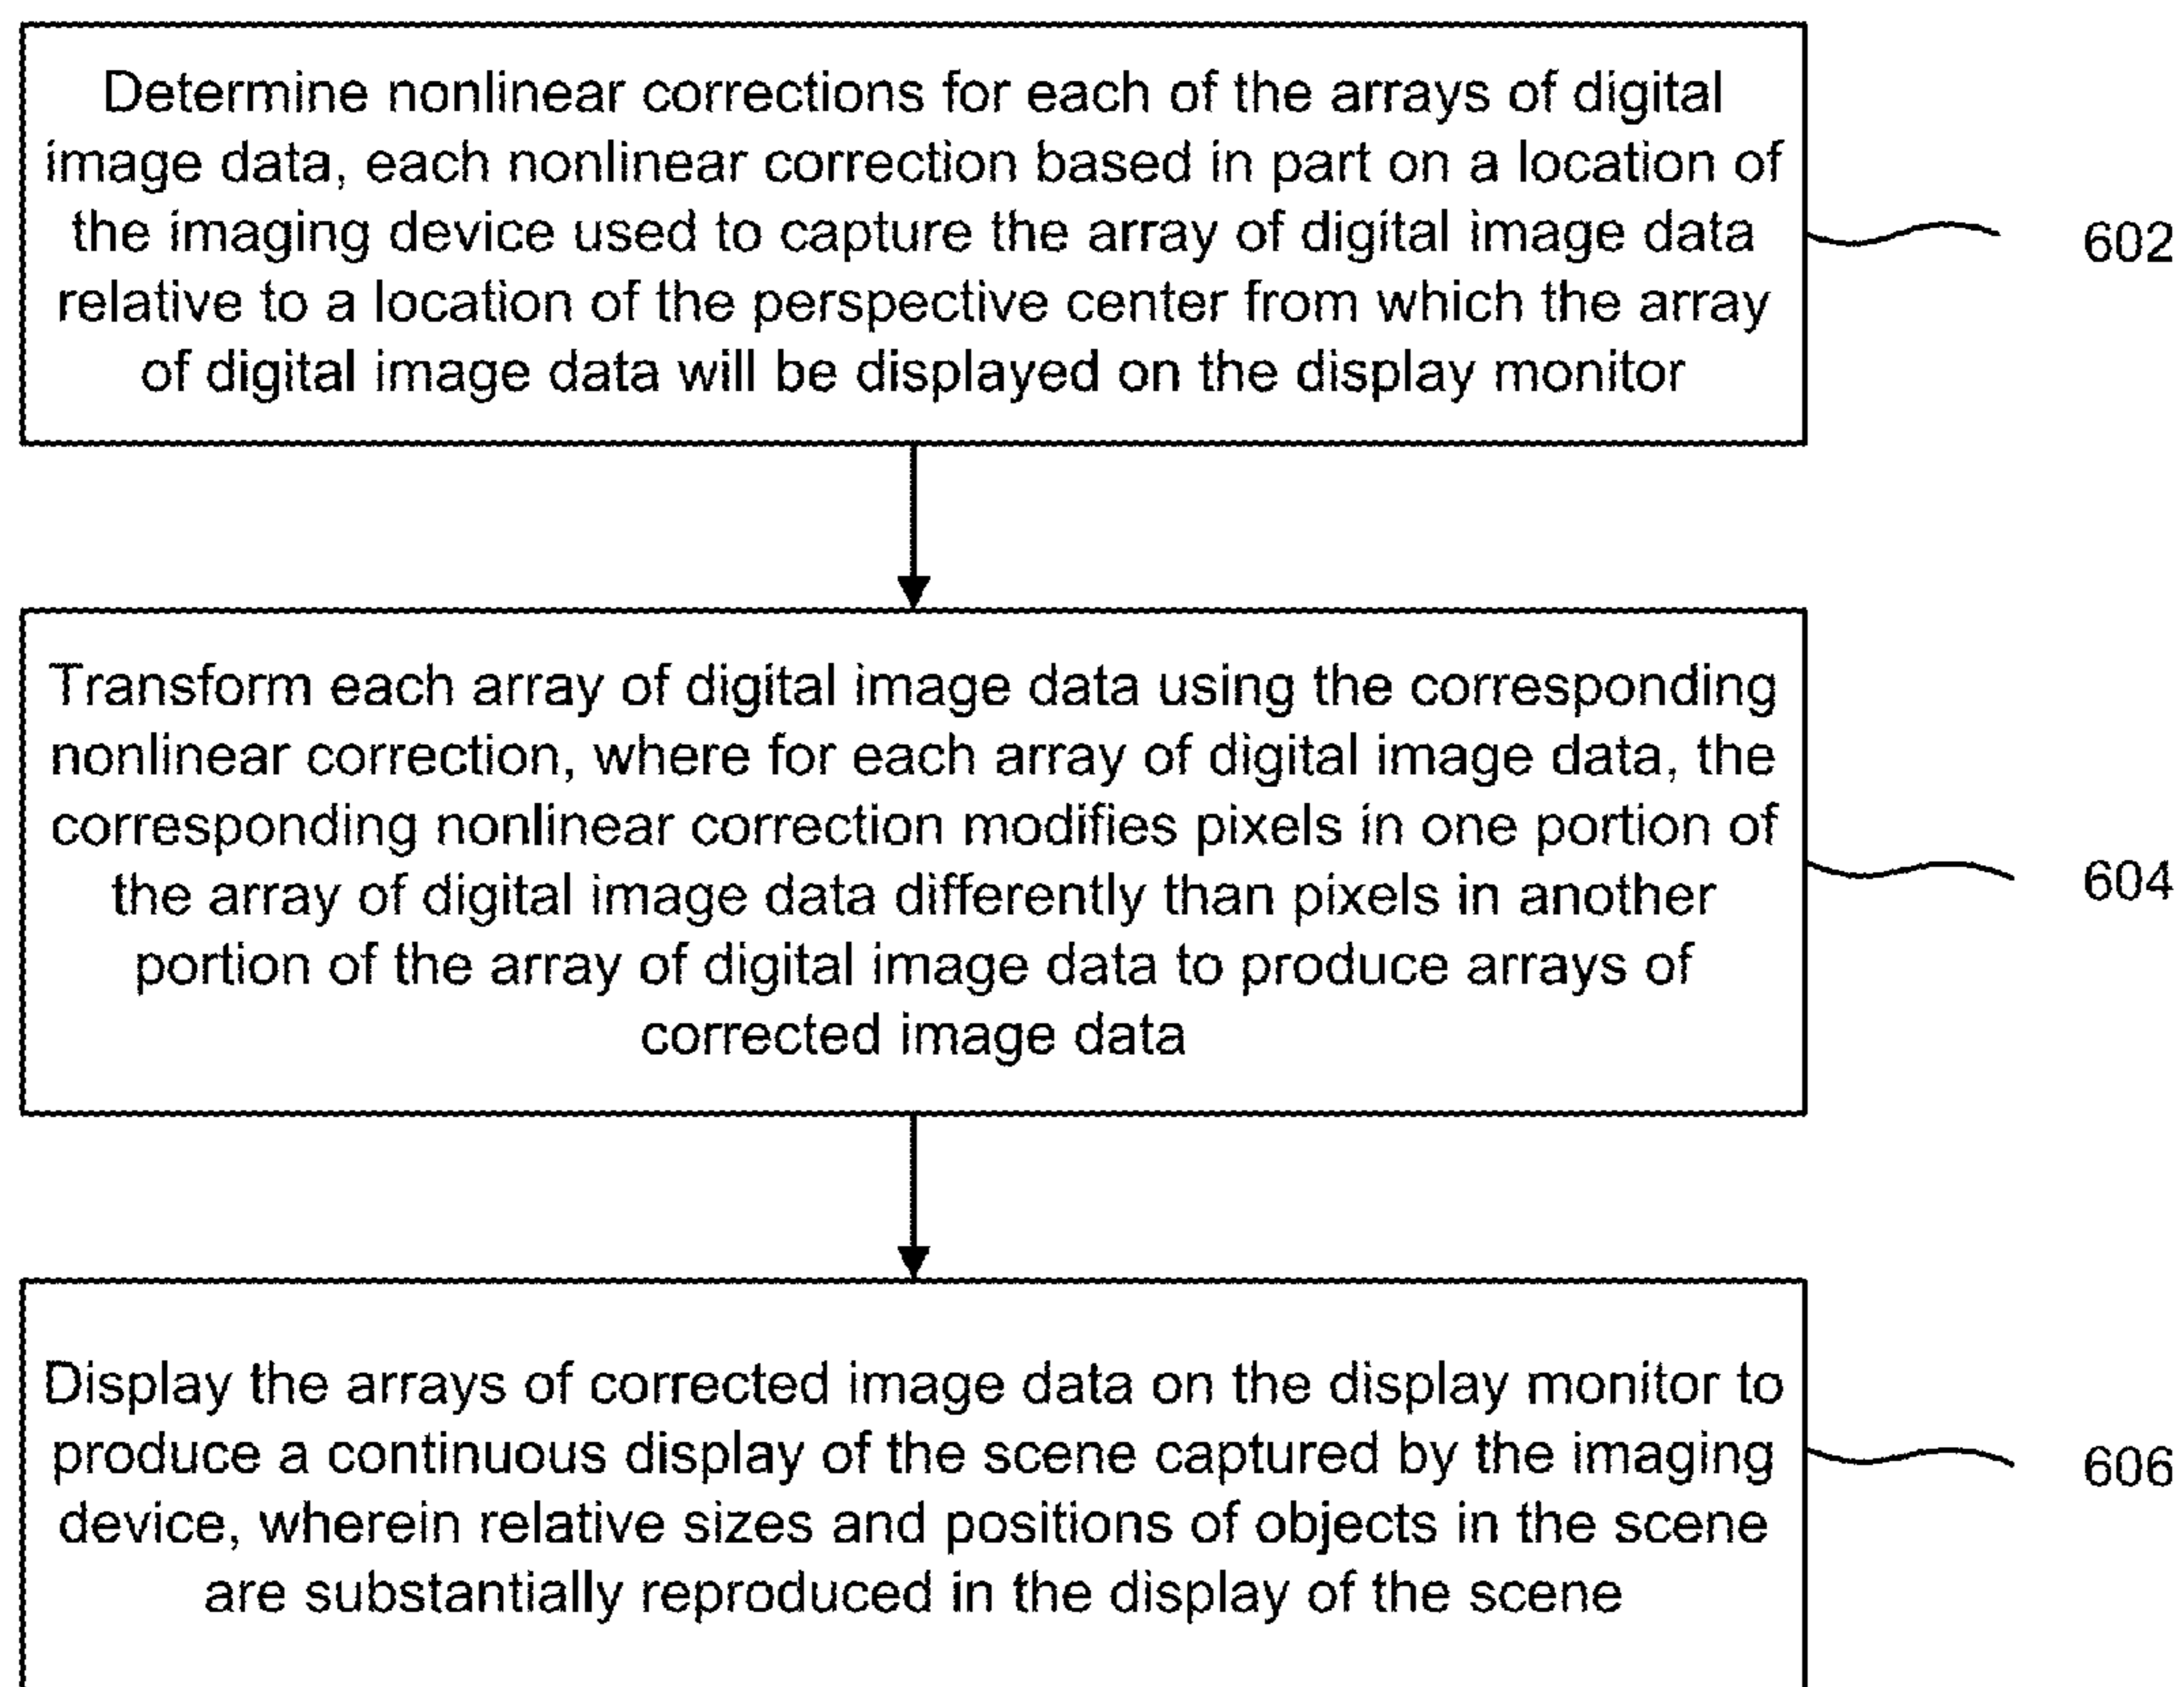 Determine nonlinear corrections for each of the arrays of digital
image data, each nonlinear correction based in part on a location of
the imaging device used to capture the array of digital image data
relative to a location of the perspective center from which the array
of digital image data will be displayed on the display monitor
602
Transform each array of digital image data using the corresponding
nonlinear correction, where for each array of digital image data, the
corresponding nonlinear correction modifies pixels in one portion of
the array of digital image data differently than pixels in another
portion of the array of digital image data to produce arrays of
corrected image data
604
Display the arrays of corrected image data on the display monitor to
produce a continuous display of the scene captured by the imaging
device, wherein relative sizes and positions of objects in the scene
are substantially reproduced in the display of the scene
606